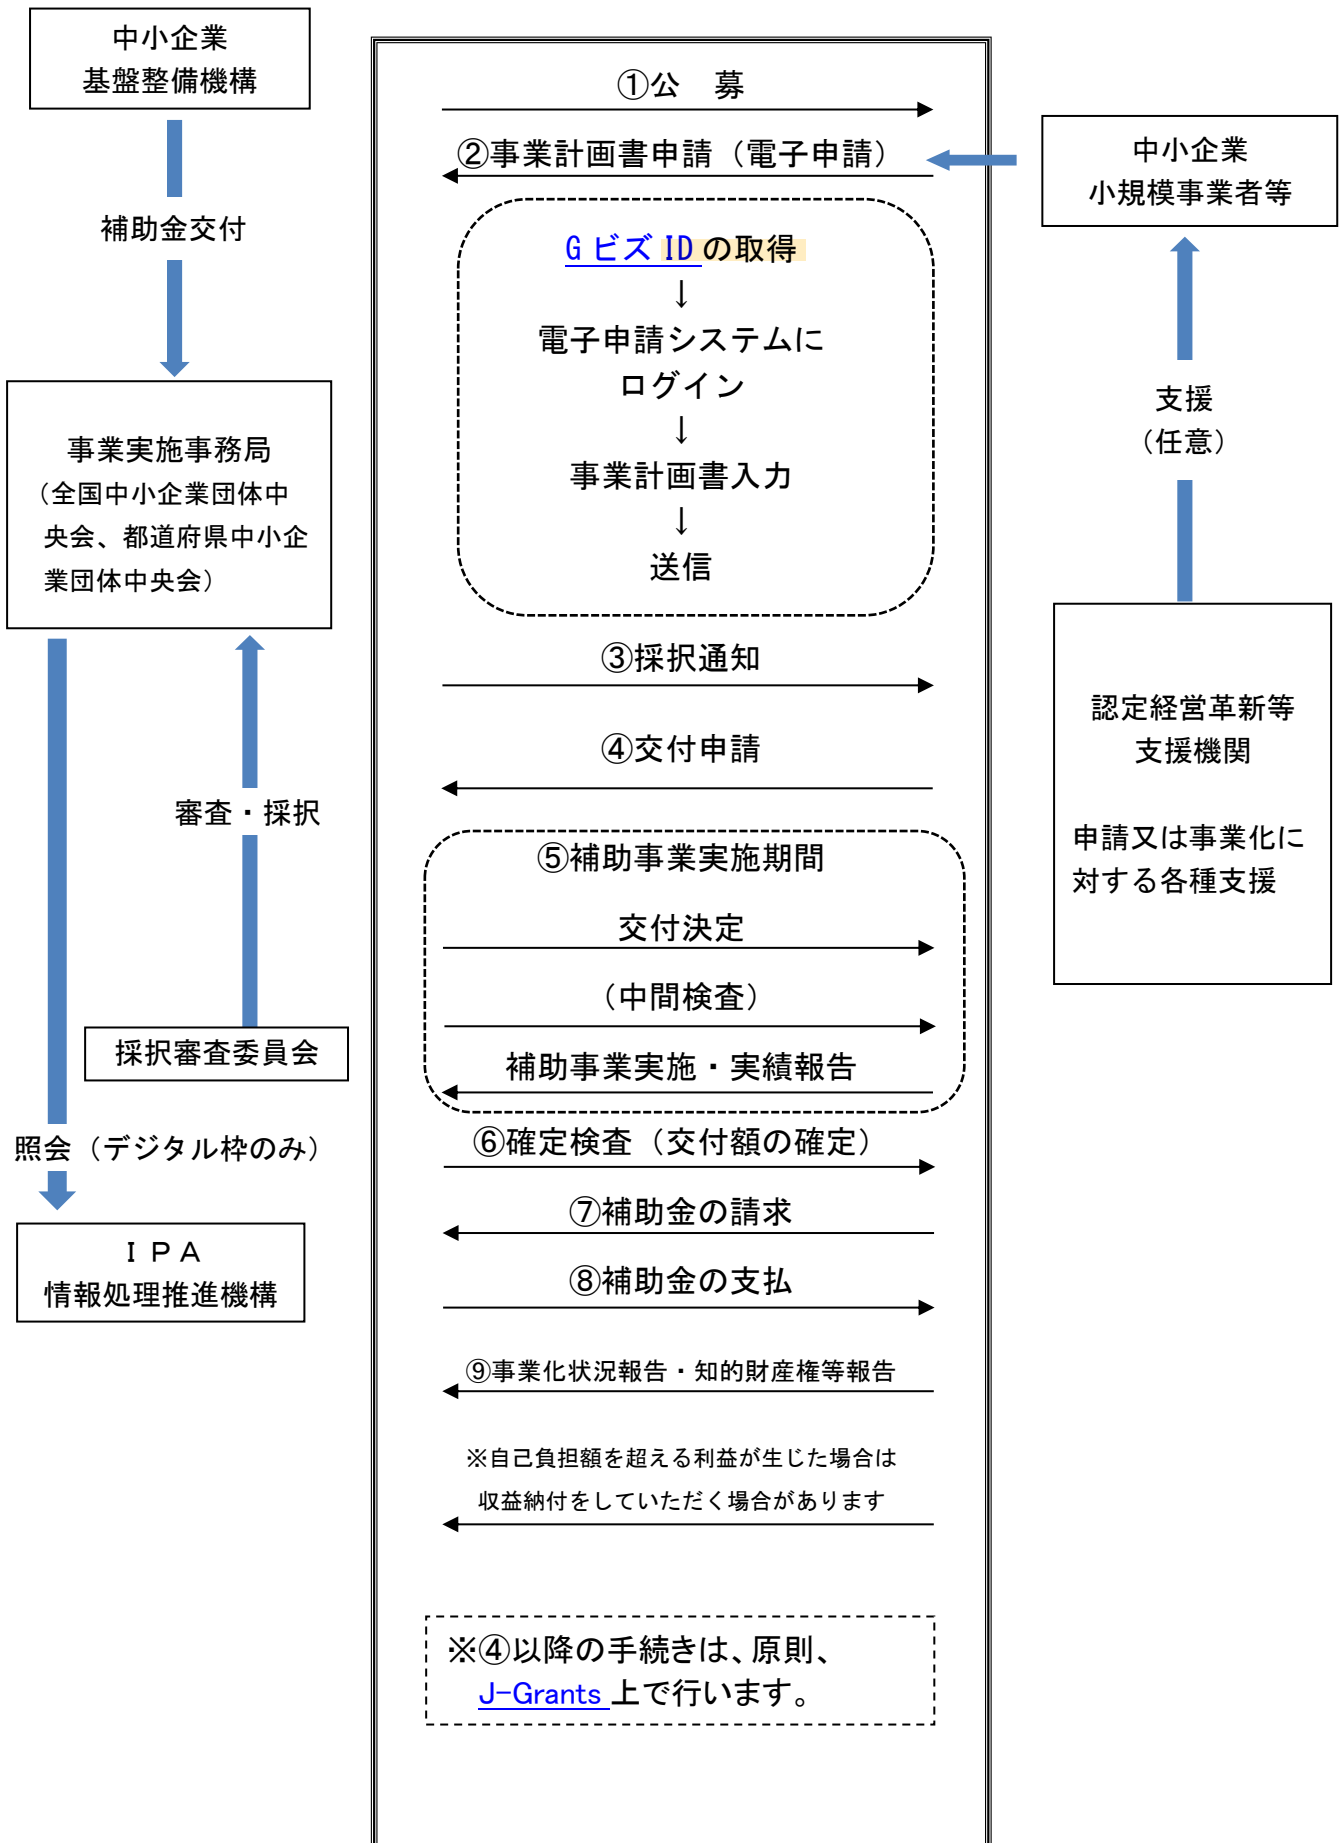 中小企業
基盤整備機構
補助金交付
事業実施事務局
（全国中小企業団体中
央会、都道府県中小企
業団体中央会）
審査・採択
採択審査委員会
照会（デジタル枠のみ）
ＩＰＡ
情報処理推進機構
①公　募
②事業計画書申請（電子申請）
GビズIDの取得
↓
電子申請システムに
ログイン
↓
事業計画書入力
↓
送信
③採択通知
④交付申請
⑤補助事業実施期間
交付決定
（中間検査）
補助事業実施・実績報告
⑥確定検査（交付額の確定）
⑦補助金の請求
⑧補助金の支払
⑨事業化状況報告・知的財産権等報告
※自己負担額を超える利益が生じた場合は
収益納付をしていただく場合があります
※④以降の手続きは、原則、
J-Grants上で行います。
中小企業
小規模事業者等
支援
（任意）
認定経営革新等
支援機関
申請又は事業化に
対する各種支援